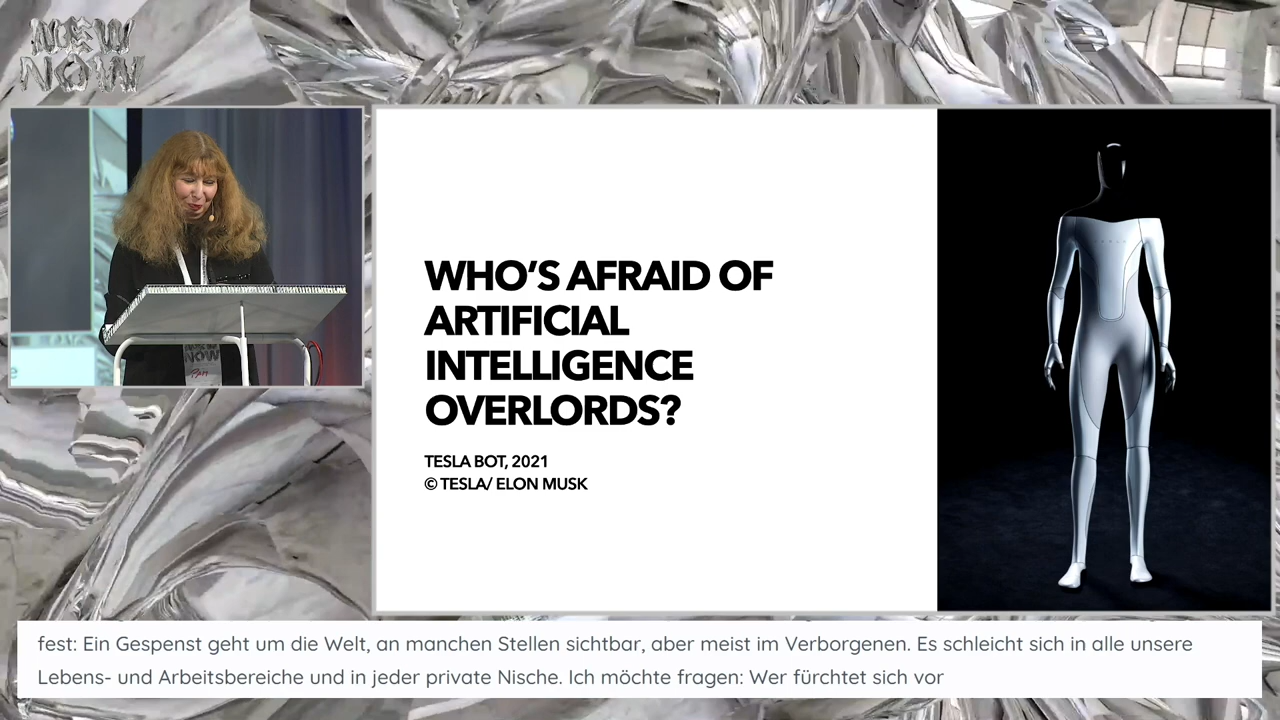 NEW
NOW
WHO'S AFRAID OF
ARTIFICIAL
INTELLIGENCE
OVERLORDS?
TESLA BOT, 2021
© TESLA/ ELON MUSK
NEW
NOW
fest: Ein Gespenst geht um die Welt, an manchen Stellen sichtbar, aber meist im Verborgenen. Es schleicht sich in alle unsere
Lebens- und Arbeitsbereiche und in jeder private Nische. Ich möchte fragen: Wer fürchtet sich vor